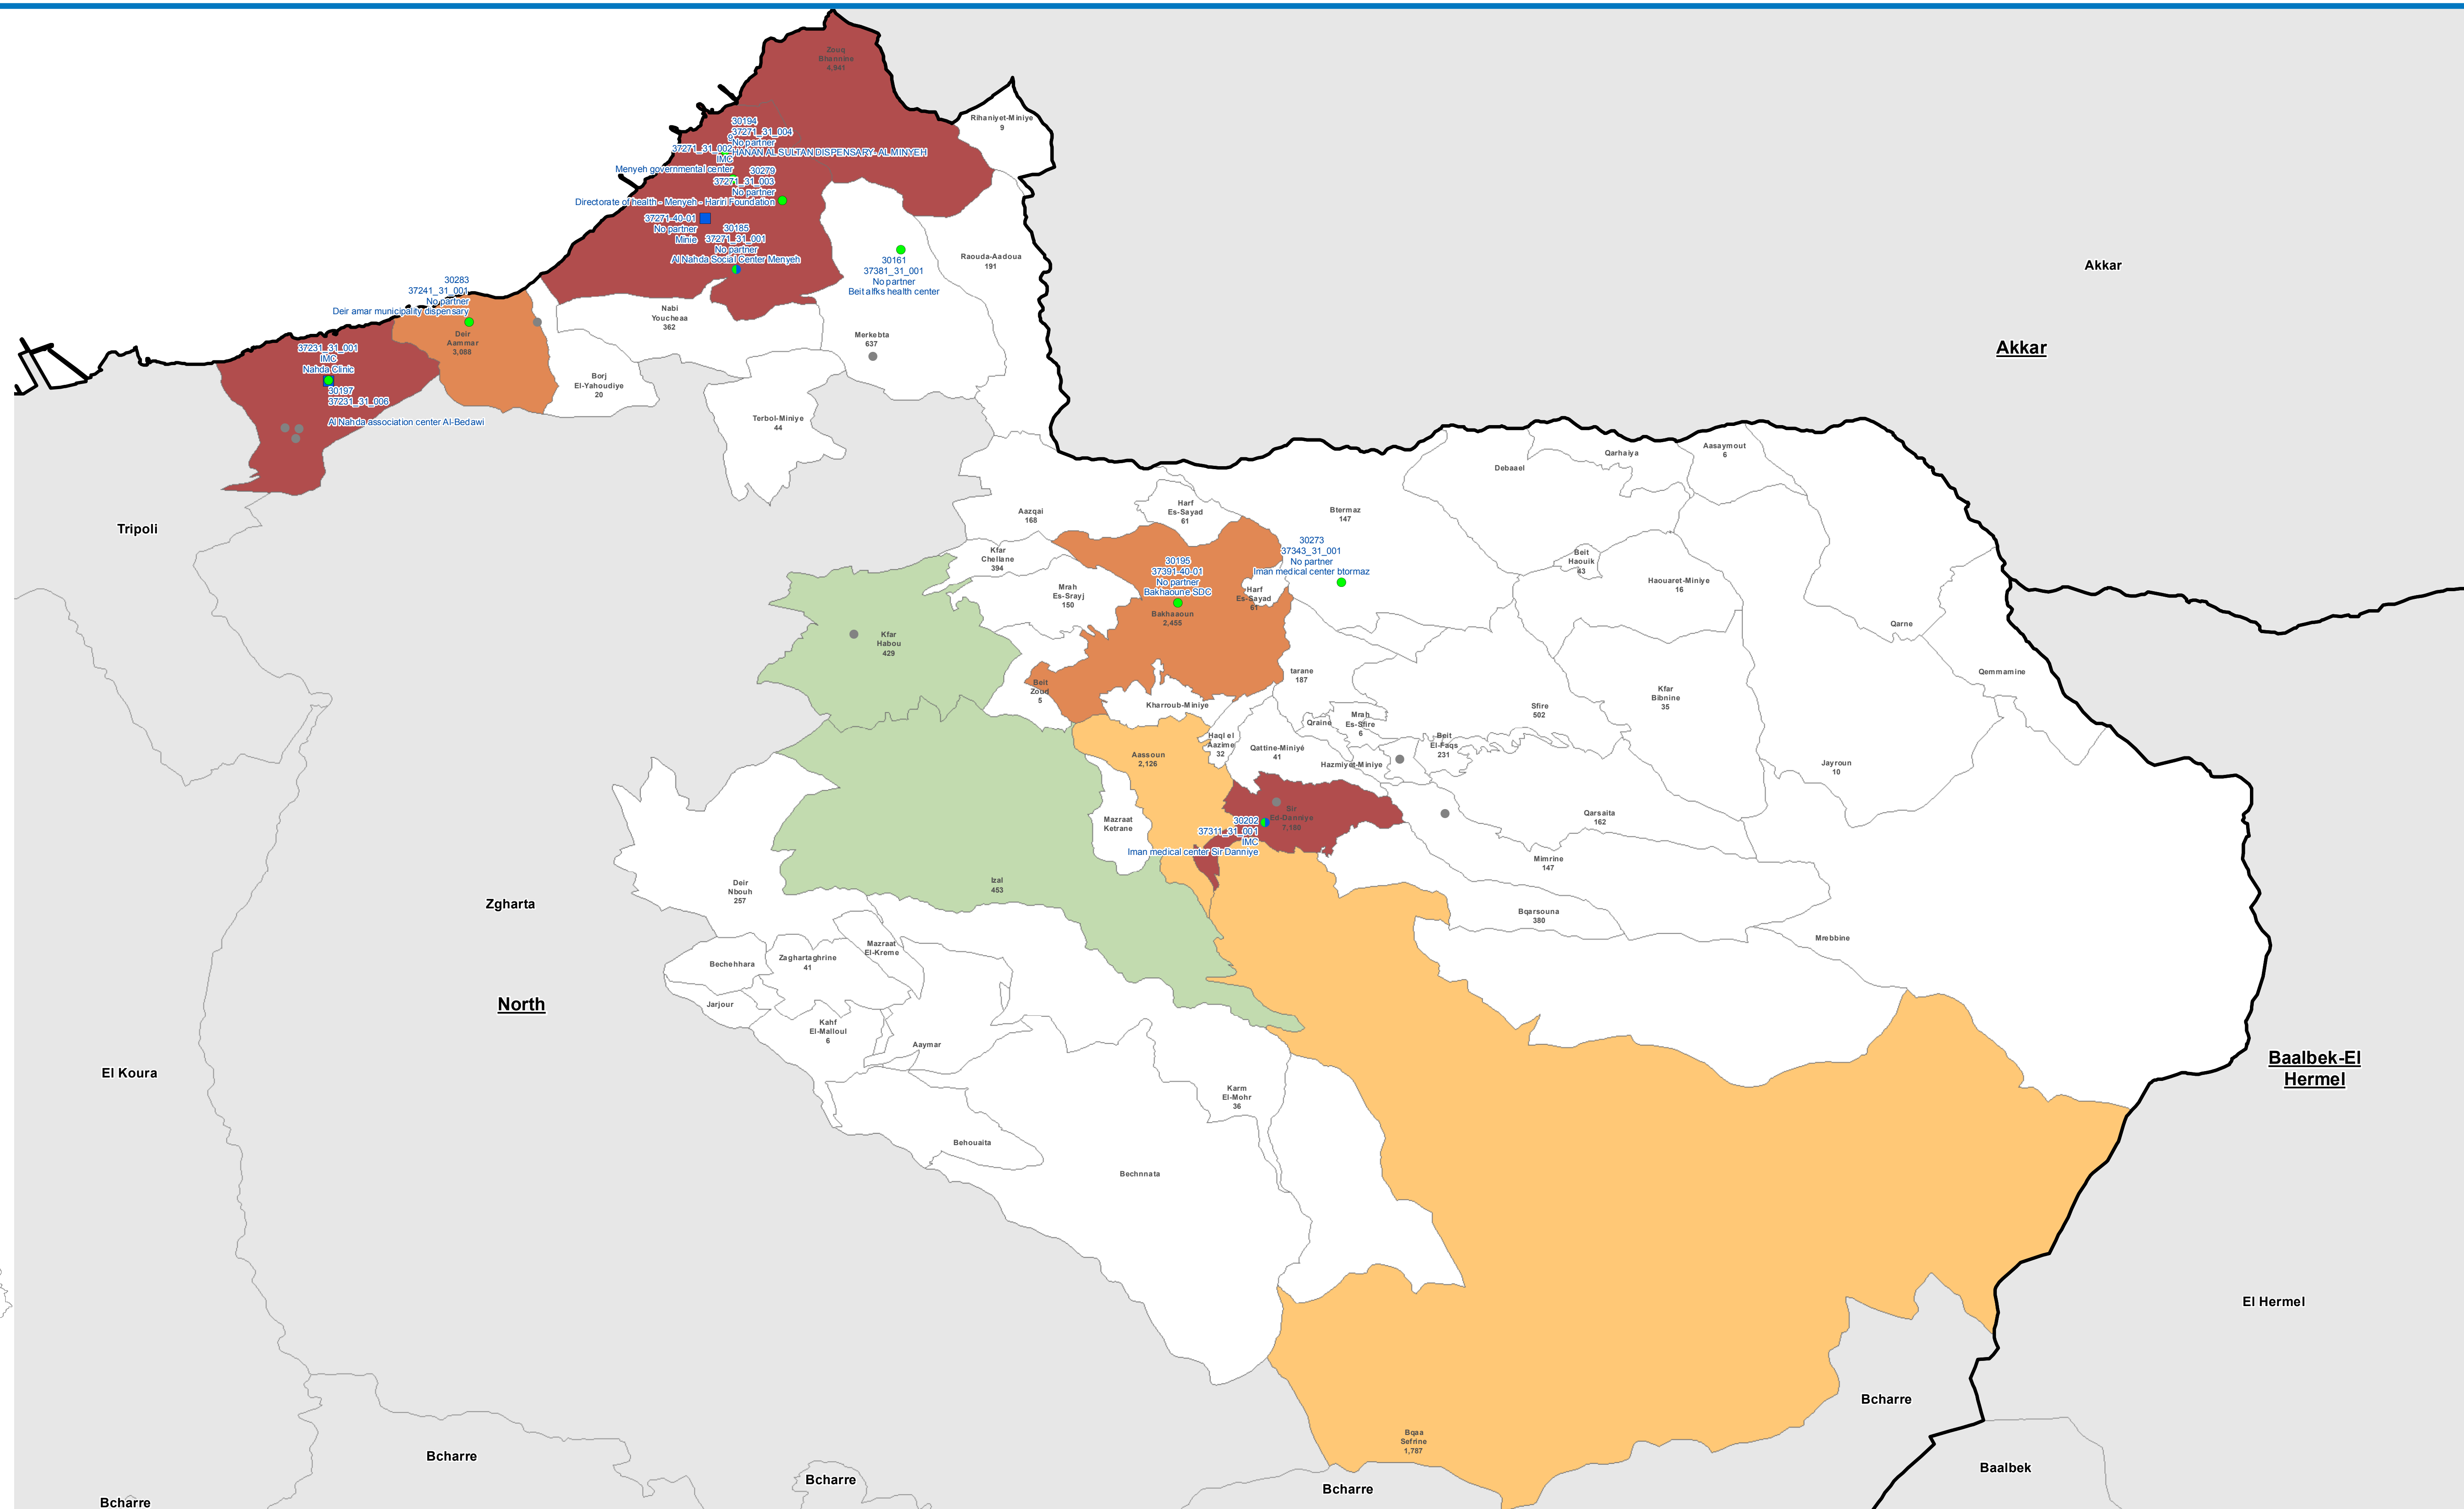 Zouq
Bhannine
4,941
Rihaniyet-Miniye
9
30194
37271_31_004
No partner
HANAN AL SULTAN DISPENSARY- AL MINYEH
37271_31_002
IMC
Menyeh governmental center
30279
37271_31_003
No partner
Directorate of health - Menyeh - Hariri Foundation
37271-40-01
No partner
Minie
30185
37271_31_001
No partner
Al Nahda Social Center Menyeh
30161
37381_31_001
No partner
Beit alfks health center
Raouda-Aadoua
191
Akkar
Akkar
30283
37241_31_001
No partner
Deir amar municipality dispensary
Deir
Aammar
3,088
Nabi
Youcheaa
362
Merkebta
637
37231_31_001
IMC
Nahda Clinic
30197
37231_31_006
Al Nahda association center Al-Bedawi
Borj
El-Yahoudiye
20
Terbol-Miniye
44
Tripoli
Aazqai
168
Harf
Es-Sayad
61
Btermaz
147
Debaael
Qarhaiya
Aasaymout
6
Kfar
Chellane
394
Mrah
Es-Srayj
150
30195
37391-40-01
No partner
Bakhaoune SDC
Bakhaaoun
2,455
Harf
Es-Sayad
61
30273
37343_31_001
No partner
Iman medical center btormaz
Beit
Haouik
43
Haouaret-Miniye
16
Qarne
Kfar
Habou
429
Beit
Zoud
5
Kharroub-Miniye
tarane
187
Qemmamine
Kfar
Bibnine
35
Sfire
502
Mrah
Es-Sfire
6
Qraine
Beit
El-Faqs
231
Haql el
Aazime
32
Qattine-Miniyé
41
Hazmiyet-Miniye
Aassoun
2,126
Jayroun
10
Mazraat
Ketrane
Sir
Ed-Danniye
30202
37311_31_001
IMC
Iman medical center Sir Danniye
Qarsaita
162
Mimrine
147
Izal
453
Deir
Nbouh
257
Zgharta
Bqarsouna
380
Mrebbine
Mazraat
El-Kreme
Zaghartaghrine
41
Bechehhara
Jarjour
North
Kahf
El-Malloul
6
Aaymar
El Koura
Baalbek-El
Hermel
Karm
El-Mohr
36
Behouaita
Bechnnata
El Hermel
Bcharre
Bqaa
Sefrine
1,787
Bcharre
Baalbek
Bcharre
Bcharre
Bcharre